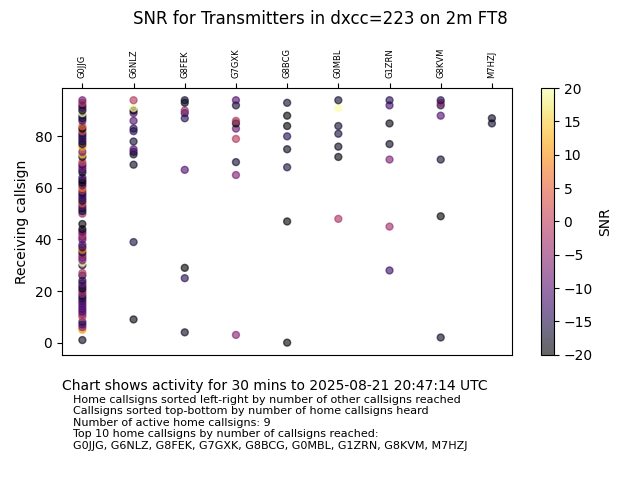 SNR for Transmitters in dxcc=223 on 2m FT8
G0JJG G6NLZ G8FEK G7GXK G8BCG G0MBL G1ZRN G8KVM M7HZJ
Receiving callsign
80
60
40
20
0
20
15
10
5
0
−5
−10
−15
−20
SNR
Chart shows activity for 30 mins to 2025-08-21 20:47:14 UTC
Home callsigns sorted left-right by number of other callsigns reached
Callsigns sorted top-bottom by number of home callsigns heard
Number of active home callsigns: 9
Top 10 home callsigns by number of callsigns reached:
G0JJG, G6NLZ, G8FEK, G7GXK, G8BCG, G0MBL, G1ZRN, G8KVM, M7HZJ